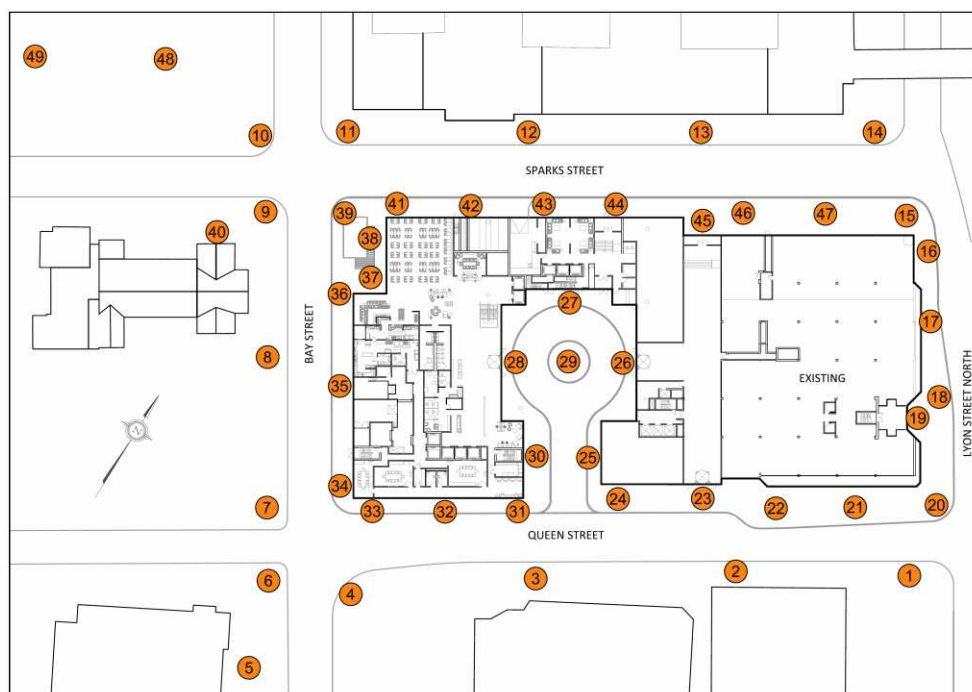 49 48
10 11 12 13 14
SPARKS STREET
9 39 41 42 43 44 45 46 47 15
40 38 16
37
36 27 17
BAY STREET
8 28 29 26
35 EXISTING 18
19
LYON STREET NORTH
N
30 25
34 33 32 31 24 23 22 21 20
7
QUEEN STREET
6 4 3 2 1
5